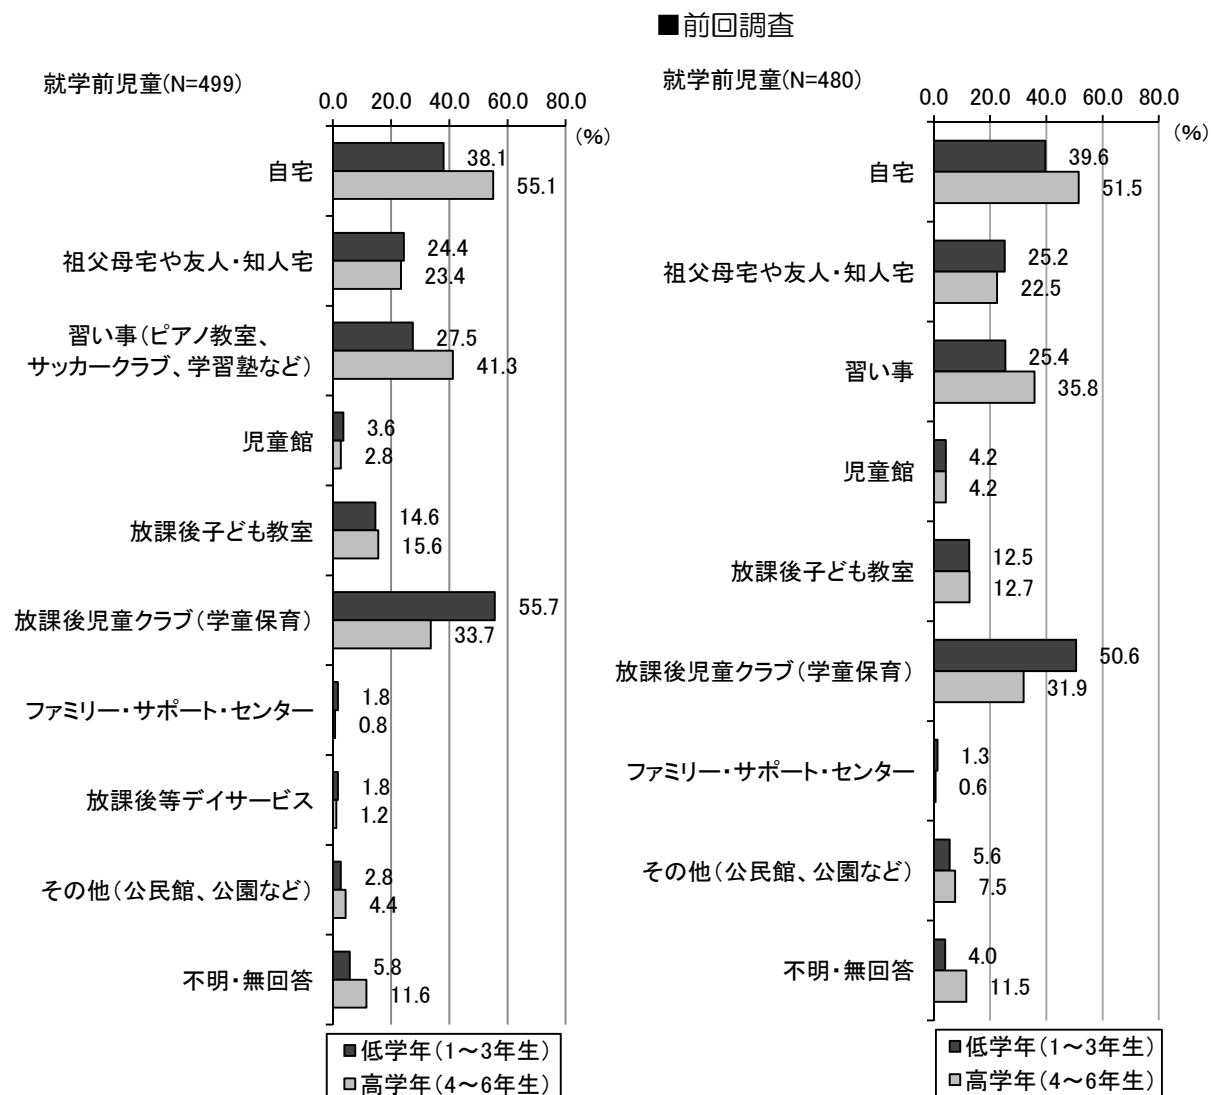 ■前回調査
就学前児童(N=499)
0.0 20.0 40.0 60.0 80.0
(%)
自宅
38.1
55.1
祖父母宅や友人・知人宅
24.4
23.4
習い事(ピアノ教室、
サッカークラブ、学習塾など)
27.5
41.3
児童館
3.6
2.8
放課後子ども教室
14.6
15.6
放課後児童クラブ(学童保育)
55.7
33.7
ファミリー・サポート・センター
1.8
0.8
放課後等デイサービス
1.8
1.2
その他(公民館、公園など)
2.8
4.4
不明・無回答
5.8
11.6
■低学年(1～3年生)
□高学年(4～6年生)
就学前児童(N=480)
0.0 20.0 40.0 60.0 80.0
(%)
自宅
39.6
51.5
祖父母宅や友人・知人宅
25.2
22.5
習い事
25.4
35.8
児童館
4.2
4.2
放課後子ども教室
12.5
12.7
放課後児童クラブ(学童保育)
50.6
31.9
ファミリー・サポート・センター
1.3
0.6
その他(公民館、公園など)
5.6
7.5
不明・無回答
4.0
11.5
■低学年(1～3年生)
□高学年(4～6年生)